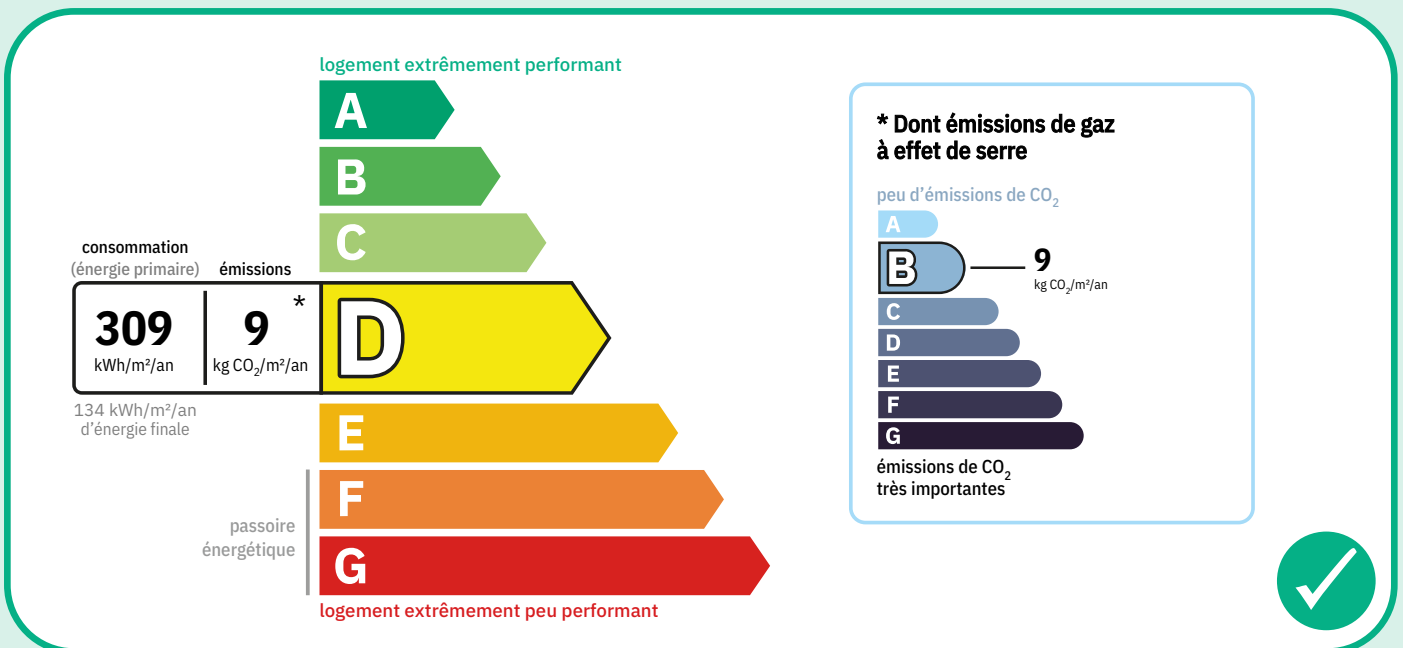 logement extrêmement performant
A
B
C
consommation
(énergie primaire)
émissions
309
kWh/m²/an
9 *
kg CO₂/m²/an
D
134 kWh/m²/an
d'énergie finale
E
F
passoire
énergétique
G
logement extrêmement peu performant
* Dont émissions de gaz
à effet de serre
peu d'émissions de CO₂
A
B
9
kg CO₂/m²/an
C
D
E
F
G
émissions de CO₂
très importantes